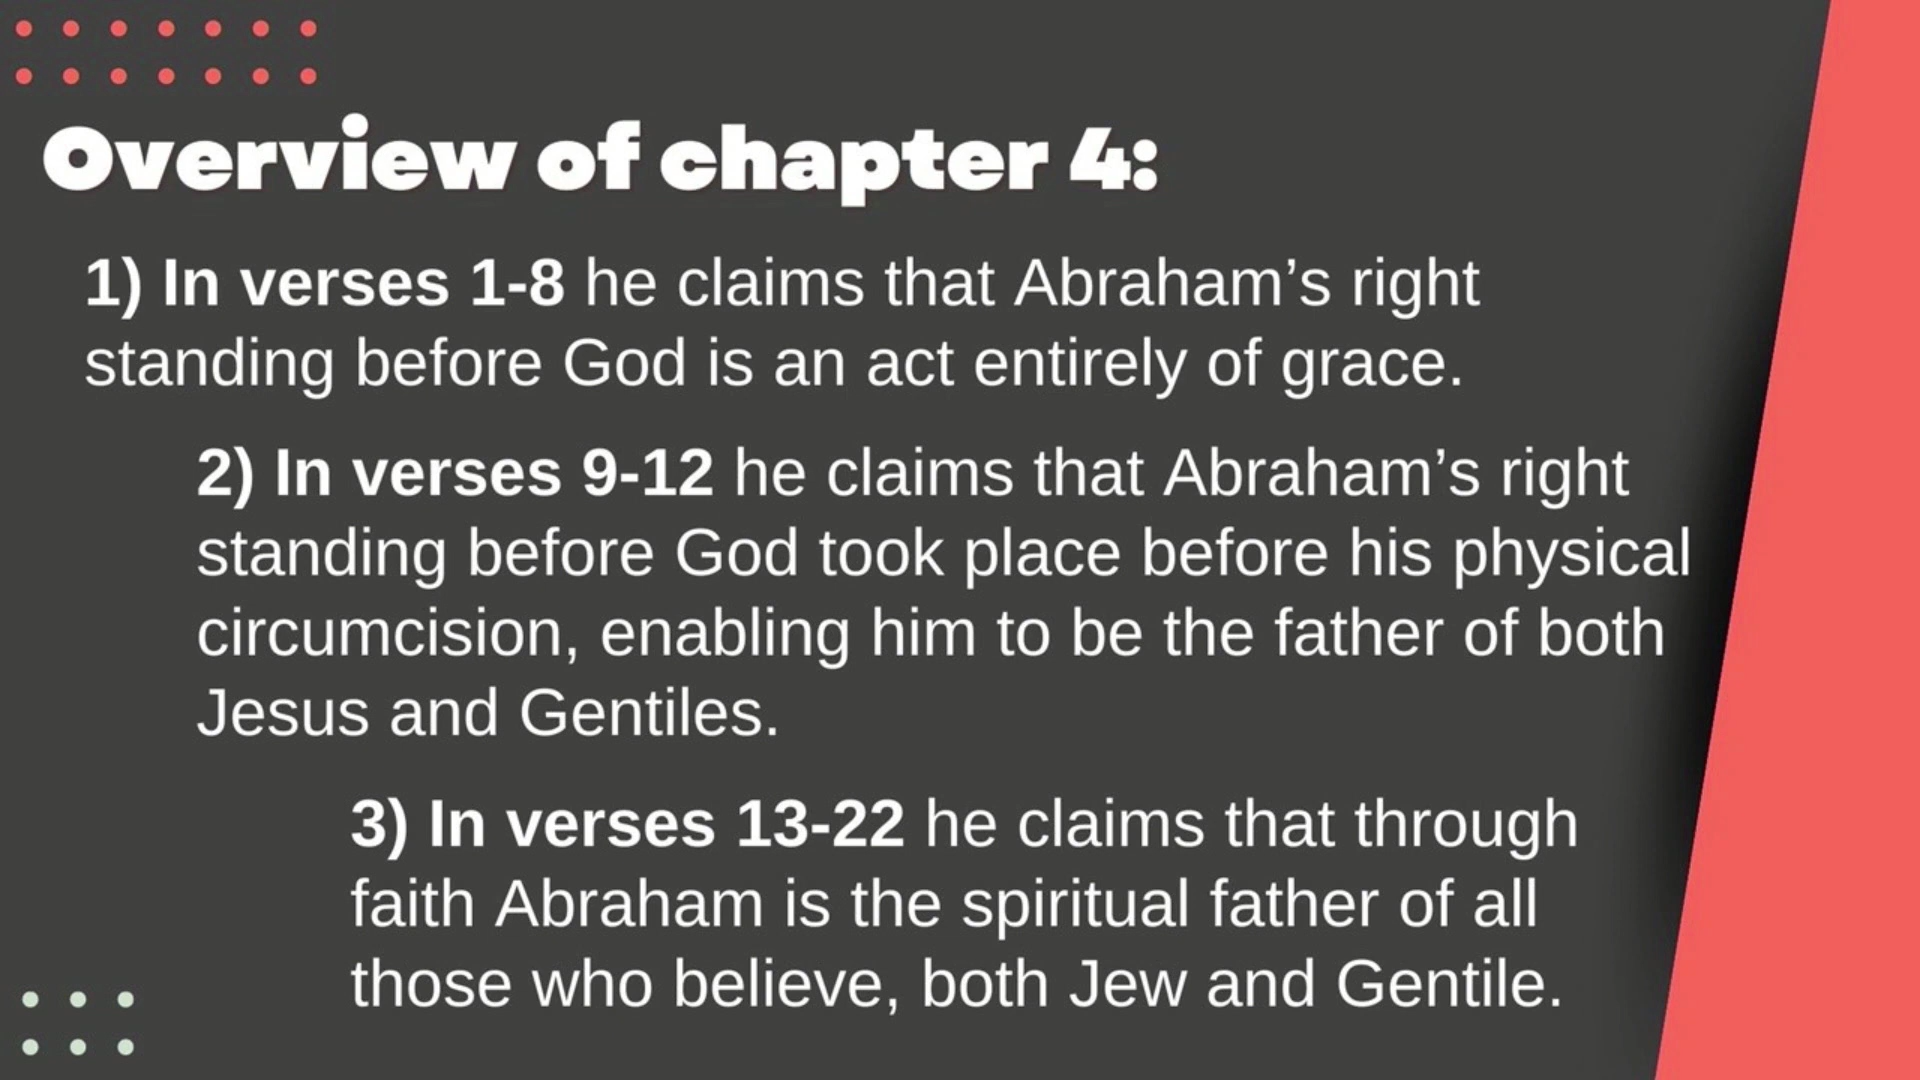 Overview of chapter 4:
1) In verses 1-8 he claims that Abraham’s right
standing before God is an act entirely of grace.
2) In verses 9-12 he claims that Abraham’s right
standing before God took place before his physical
circumcision, enabling him to be the father of both
Jesus and Gentiles.
3) In verses 13-22 he claims that through
faith Abraham is the spiritual father of all
those who believe, both Jew and Gentile.